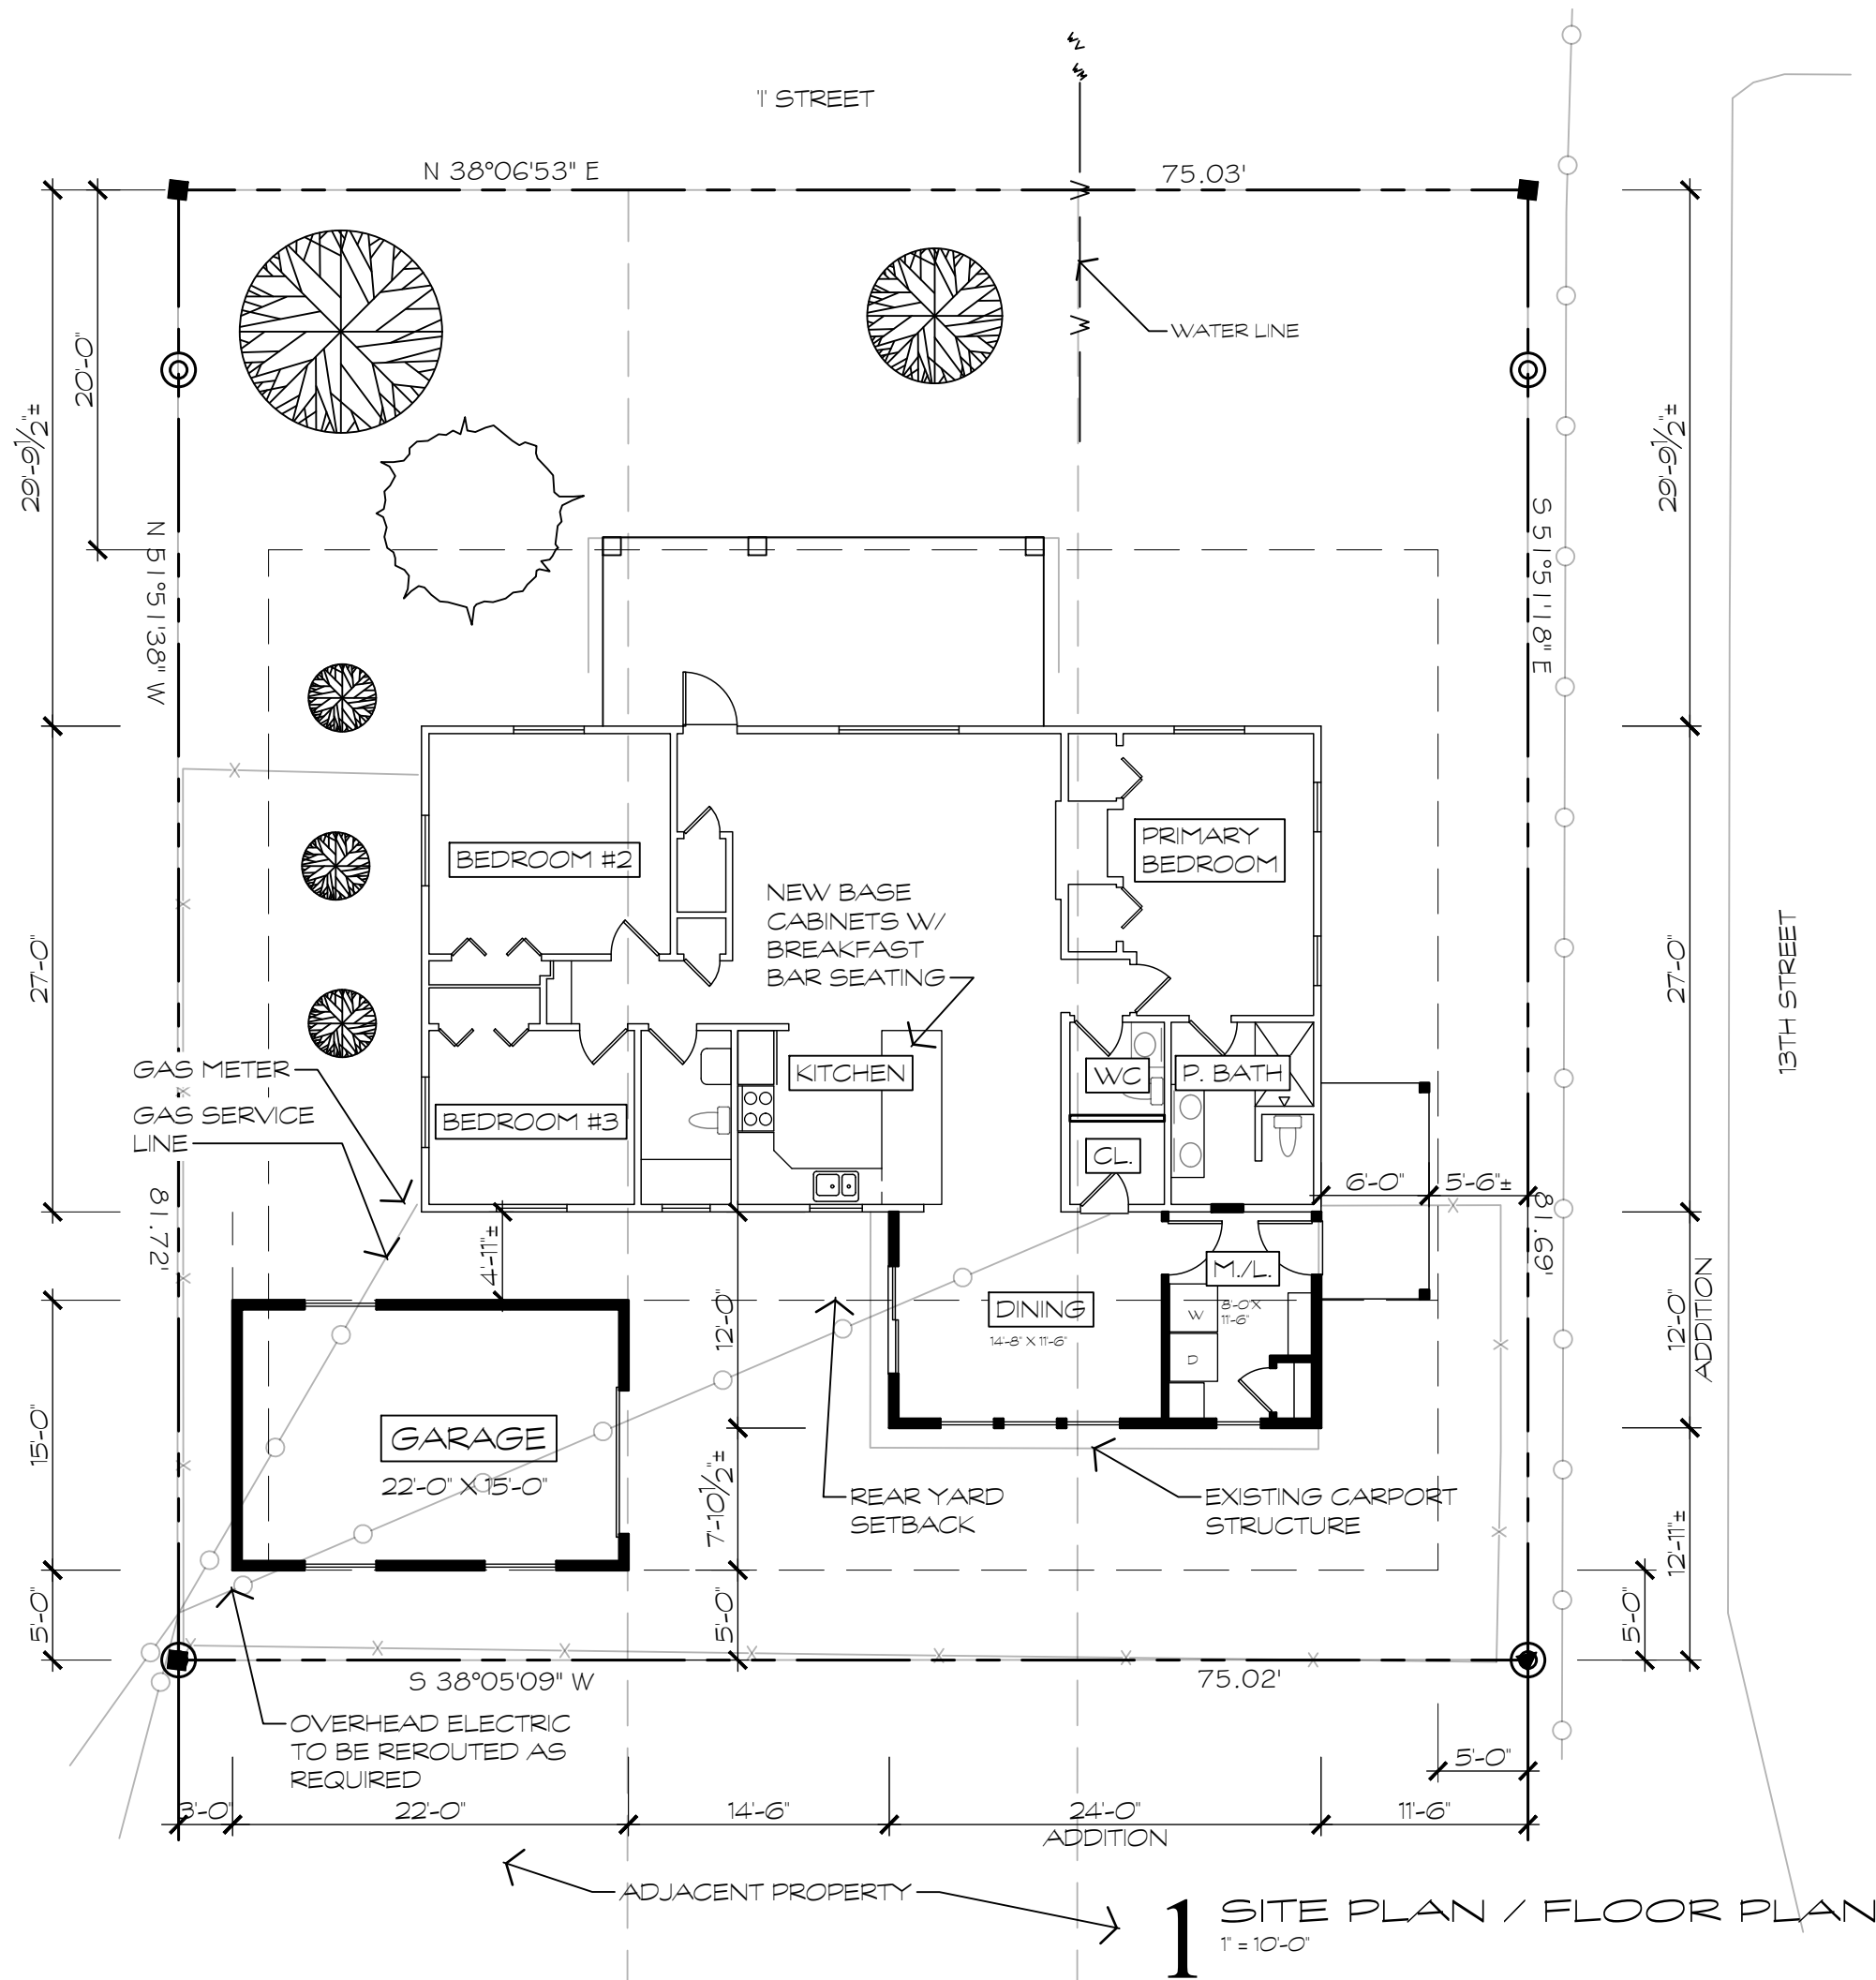 'I' STREET
N 38°06'53" E
75.03'
W
W
WATER LINE
20'-0"
29'-9 1/2"±
29'-9 1/2"±
N 51°51'38" W
S 51°51'18" E
BEDROOM #2
PRIMARY
BEDROOM
NEW BASE
CABINETS W/
BREAKFAST
BAR SEATING
27'-0"
27'-0"
13TH STREET
GAS METER
GAS SERVICE
LINE
KITCHEN
WC
P. BATH
BEDROOM #3
CL.
6'-0"
5'-6"±
81.72'
81.69'
4'-11"±
M./L.
8'-0 X
11'-6"
W
D
DINING
14'-8" X 11'-6"
12'-0"
12'-0"
ADDITION
GARAGE
22'-0" X 15'-0"
15'-0"
7'-10 1/2"±
REAR YARD
SETBACK
EXISTING CARPORT
STRUCTURE
12'-11"±
5'-0"
5'-0"
5'-0"
S 38°05'09" W
75.02'
OVERHEAD ELECTRIC
TO BE REROUTED AS
REQUIRED
5'-0"
3'-0"
22'-0"
14'-6"
24'-0"
ADDITION
11'-6"
ADJACENT PROPERTY
1
SITE PLAN / FLOOR PLAN
1" = 10'-0"